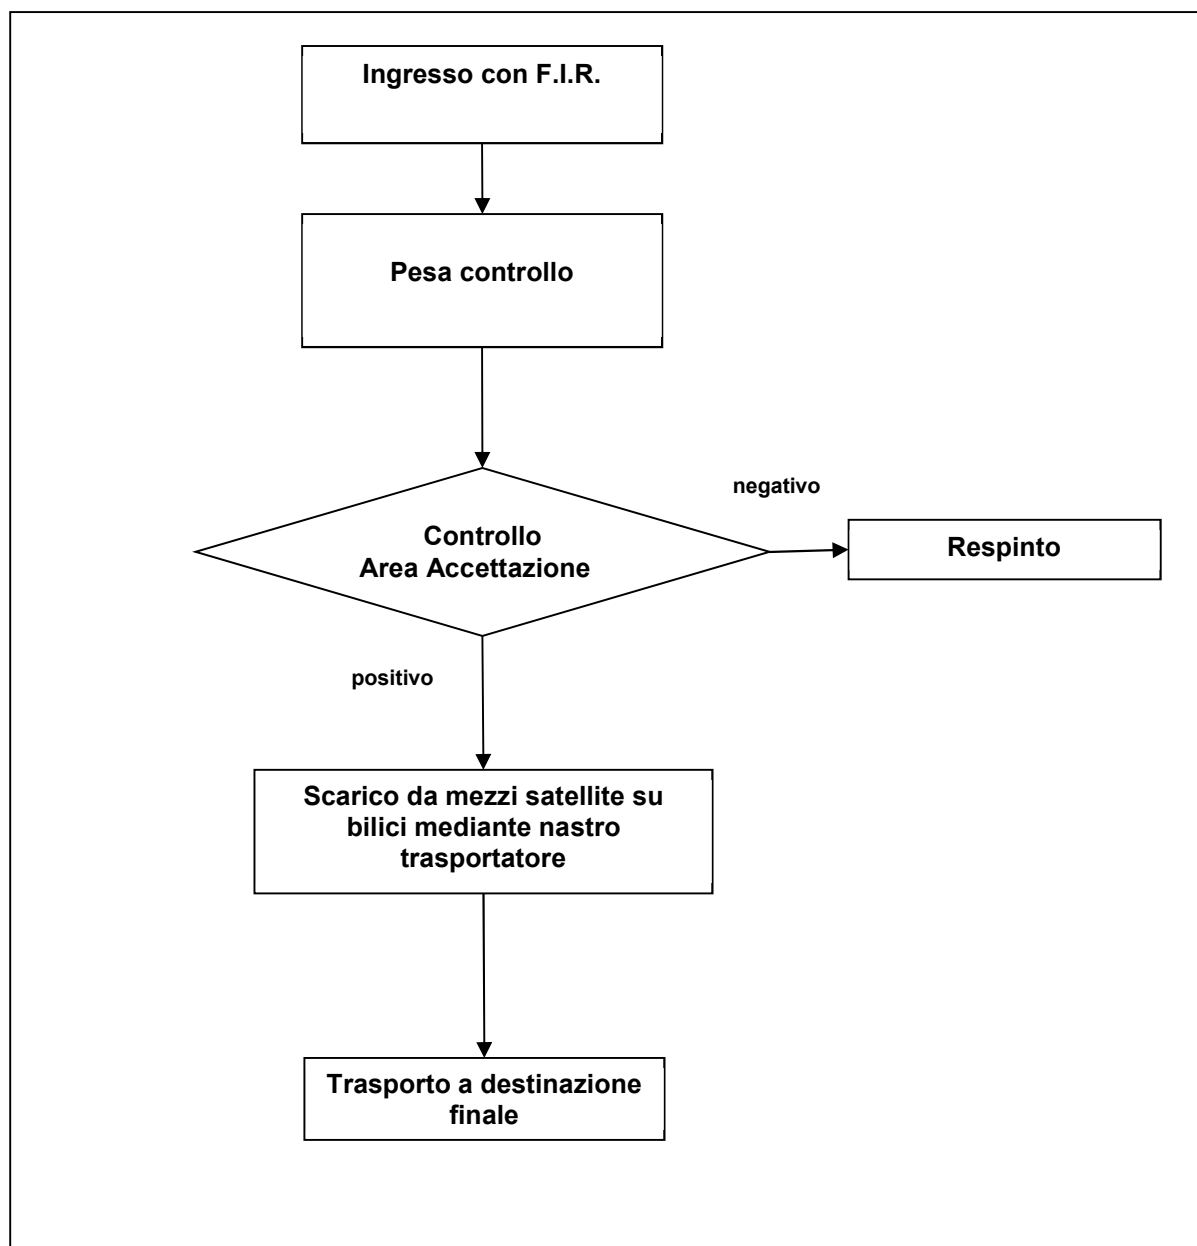 Ingresso con F.I.R.
Pesa controllo
negativo
Controllo
Area Accettazione
Respinto
positivo
Scarico da mezzi satellite su
bilici mediante nastro
trasportatore
Trasporto a destinazione
finale